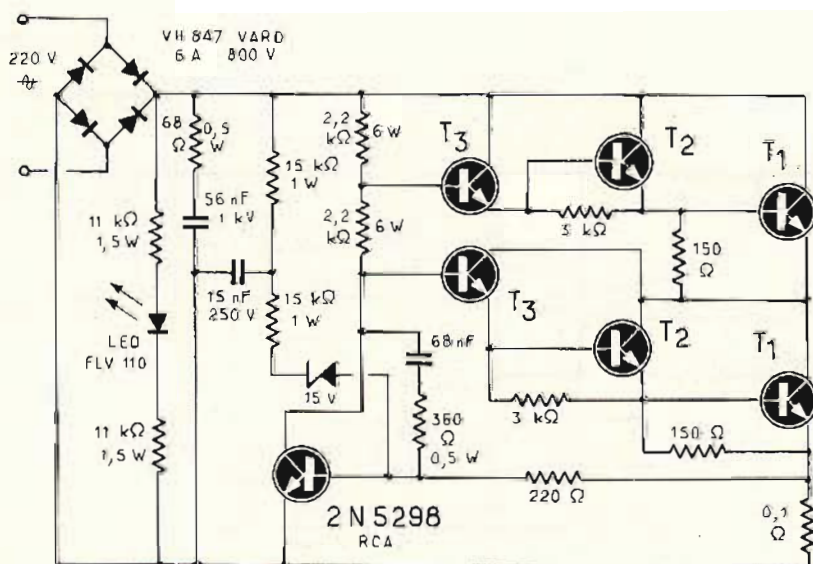 VH 847 VARD
6 A 800 V
220 V
68
Ω
0,5
W
2,2
kΩ
6 W
T3
T2
T1
15 kΩ
1 W
56 nF
1 kV
11 kΩ
1,5 W
2,2
kΩ
6 W
3 kΩ
150
Ω
15 nF
250 V
15 kΩ
1 W
T3
T2
T1
LED
FLV 110
68 nF
15 V
360
Ω
0,5 W
3 kΩ
150 Ω
11 kΩ
1,5 W
220 Ω
0,1
Ω
2N5298
RCA